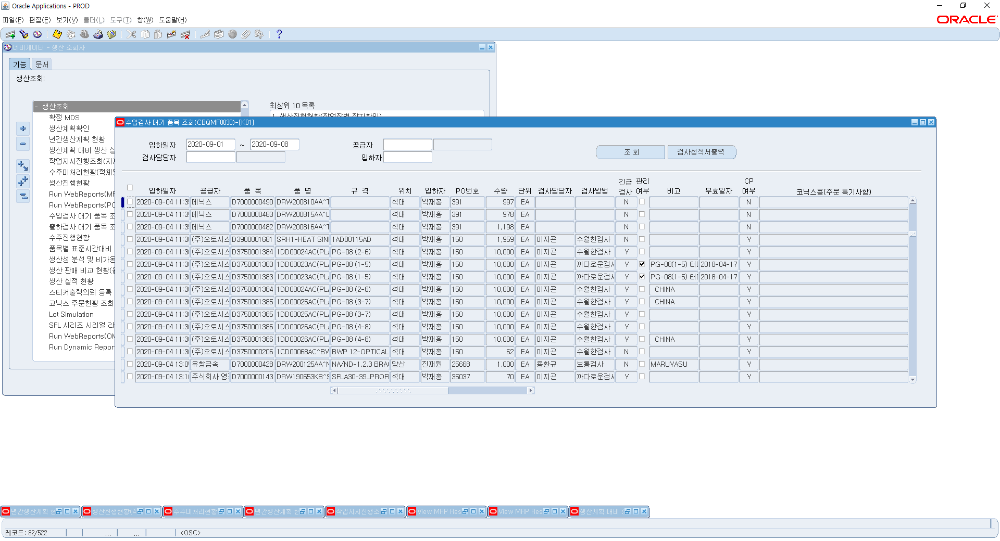 Oracle Applications - PROD
파일(F) 편집(E) 보기(V) 폴더(L) 도구(T) 창(W) 도움말(H)
ORACLE
네비게이터 - 생산 조회자
기능 문서
생산조회:
- 생산조회
확정 MDS
생산계획확인
년간생산계획 현황
생산계획 대비 생산 실
작업지시진행조회(자재
수주미처리현황(적체일
생산진행현황
Run WebReports(MF
Run WebReports(PC
수입검사 대기 품목 조
출하검사 대기 품목 조
수주진행현황
품목별 표준시간대비
생산성 분석 및 비가동
생산 판매 비교 현황(월
생산 실적 현황
스티커출력의뢰 등록
코닉스 주문현황 조회
Lot Simulation
SFL 시리즈 시리얼 라
Run WebReports(OM
Run Dynamic Repor
최상위 10 목록
1. 생산진행현황(작업장별 작지확인)
수입검사 대기 품목 조회(CBQMF0030)-[K01]
입하일자 2020-09-01 ~ 2020-09-08 공급자
검사담당자 입하자
조 회 검사성적서출력
입하일자 공급자 품 목 품 명 규 격 위치 입하자 PO번호 수량 단위 검사담당자 검사방법 긴급검사 관리여부 비고 무효일자 CP여부 코닉스용(주문 특기사항)
2020-09-04 11:3 메닉스 D7000000490 DRW200810AA^T 석대 박재홍 391 997 EA N N
2020-09-04 11:3 메닉스 D7000000483 DRW200815AA^L 석대 박재홍 391 978 EA N N
2020-09-04 11:3 메닉스 D7000000482 DRW200816AA^T 석대 박재홍 391 1,198 EA N N
2020-09-04 11:3 (주)오토시스 D3900001681 SRH1-HEAT SIN 1AD00115AD 석대 박재홍 150 1,959 EA 이지곤 수월한검사 N Y
2020-09-04 11:3 (주)오토시스 D3750001384 1DD00024AC(PL PG-08 (2-6) 석대 박재홍 150 10,000 EA 이지곤 수월한검사 Y Y
2020-09-04 11:3 (주)오토시스 D3750001383 1DD00023AC(PL PG-08 (1-5) 석대 박재홍 150 10,000 EA 이지곤 까다로운검사 Y PG-08(1-5) 터 2018-04-17 Y
2020-09-04 11:3 (주)오토시스 D3750001383 1DD00023AC(PL PG-08 (1-5) 석대 박재홍 150 10,000 EA 이지곤 까다로운검사 Y PG-08(1-5) 터 2018-04-17 Y
2020-09-04 11:3 (주)오토시스 D3750001384 1DD00024AC(PL PG-08 (2-6) 석대 박재홍 150 10,000 EA 이지곤 수월한검사 Y CHINA Y
2020-09-04 11:3 (주)오토시스 D3750001385 1DD00025AC(PL PG-08 (3-7) 석대 박재홍 150 10,000 EA 이지곤 수월한검사 Y CHINA Y
2020-09-04 11:3 (주)오토시스 D3750001385 1DD00025AC(PL PG-08 (3-7) 석대 박재홍 150 10,000 EA 이지곤 수월한검사 Y Y
2020-09-04 11:3 (주)오토시스 D3750001386 1DD00026AC(PL PG-08 (4-8) 석대 박재홍 150 10,000 EA 이지곤 수월한검사 Y Y
2020-09-04 11:3 (주)오토시스 D3750001386 1DD00026AC(PL PG-08 (4-8) 석대 박재홍 150 10,000 EA 이지곤 수월한검사 Y CHINA Y
2020-09-04 11:3 (주)오토시스 D3750000206 1CD00068AC^BW BWP 12-OPTICAL 석대 박재홍 150 62 EA 이지곤 수월한검사 N Y
2020-09-04 13:0 유창금속 D7000000428 DRW200125AA^N NA/ND-1,2,3 BRA 양산 진재원 25668 1,000 EA 용환규 보통검사 N MARUYASU Y
2020-09-04 13:1 주식회사 명 D7000000143 DRW190653KB^S SFLA30-39_PROF 석대 박재홍 35037 70 EA 이지곤 까다로운검사 Y Y
년간생산계획 현 생산진행현황( 수주미처리현황 년간생산계획 현 작업지시진행조 View MRP Res View MRP Res 생산계획 대비
레코드: 82/522 ... ... <OSC>